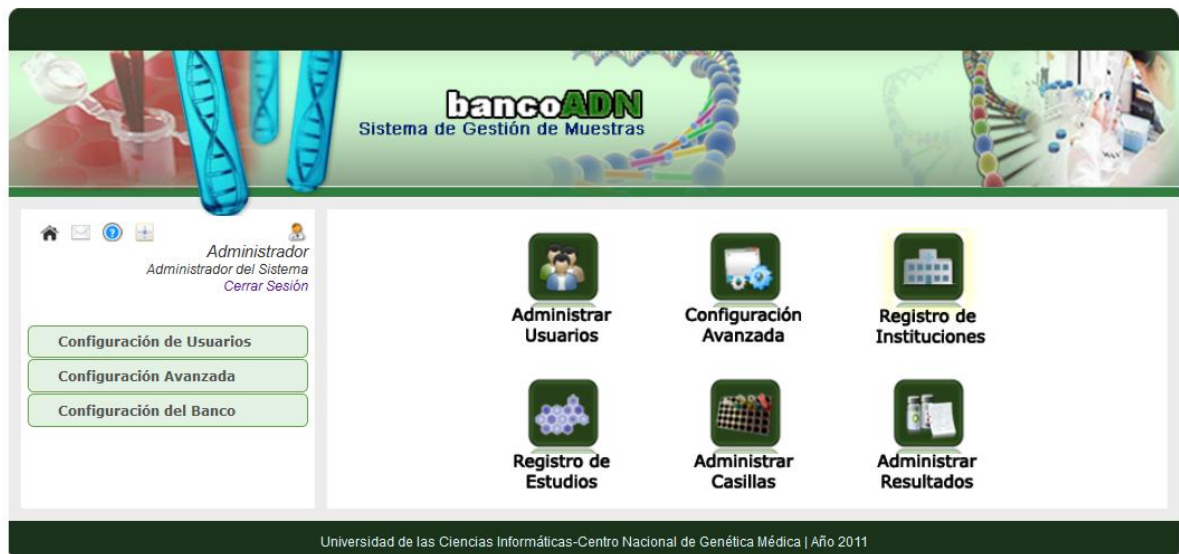 bancoADN
Sistema de Gestión de Muestras
Administrador
Administrador del Sistema
Cerrar Sesión
Configuración de Usuarios
Configuración Avanzada
Configuración del Banco
Administrar
Usuarios
Configuración
Avanzada
Registro de
Instituciones
Registro de
Estudios
Administrar
Casillas
Administrar
Resultados
Universidad de las Ciencias Informáticas-Centro Nacional de Genética Médica | Año 2011